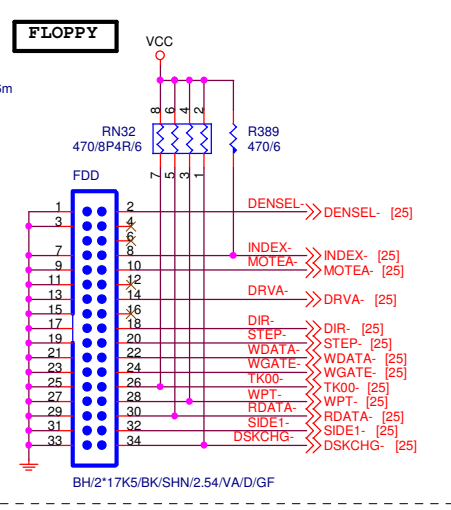 FLOPPY
VCC
6m
8 6 4 2
RN32
470/8P4R/6
R389
470/6
7 5 3 1
FDD
1 2 DENSEL- DENSEL- [25]
3 4
6
7 8 INDEX- INDEX- [25]
9 10 MOTEA- MOTEA- [25]
11 12
13 14 DRVA- DRVA- [25]
15 16
17 18 DIR- DIR- [25]
19 20 STEP- STEP- [25]
21 22 WDATA- WDATA- [25]
23 24 WGATE- WGATE- [25]
25 26 TK00- TK00- [25]
27 28 WPT- WPT- [25]
29 30 RDATA- RDATA- [25]
31 32 SIDE1- SIDE1- [25]
33 34 DSKCHG- DSKCHG- [25]
BH/2*17K5/BK/SHN/2.54/VA/D/GF